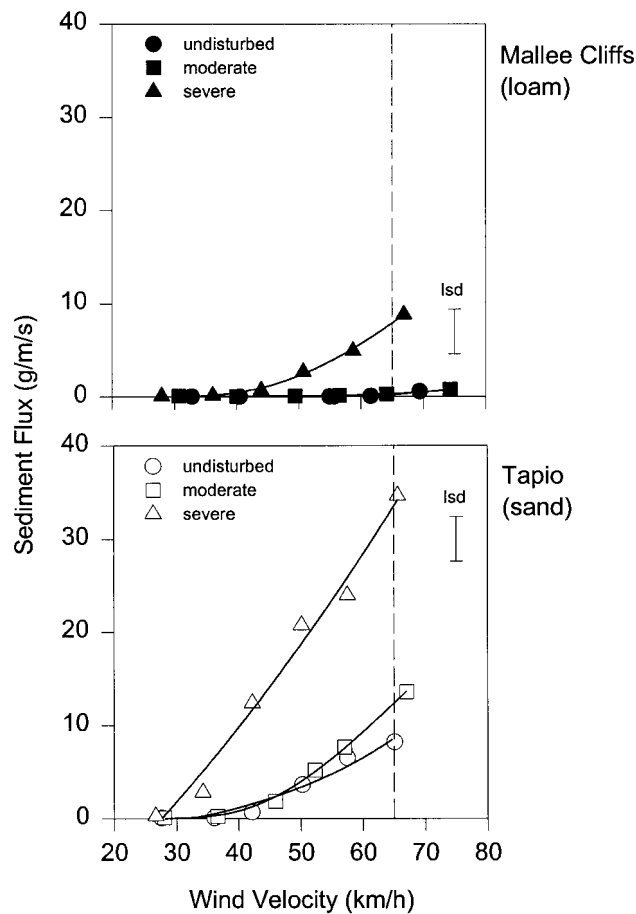 40
undisturbed
moderate
severe
Mallee Cliffs
(loam)
30
20
10
lsd
0
Sediment Flux (g/m/s)
40
undisturbed
moderate
severe
Tapio
(sand)
lsd
30
20
10
0
20 30 40 50 60 70 80
Wind Velocity (km/h)